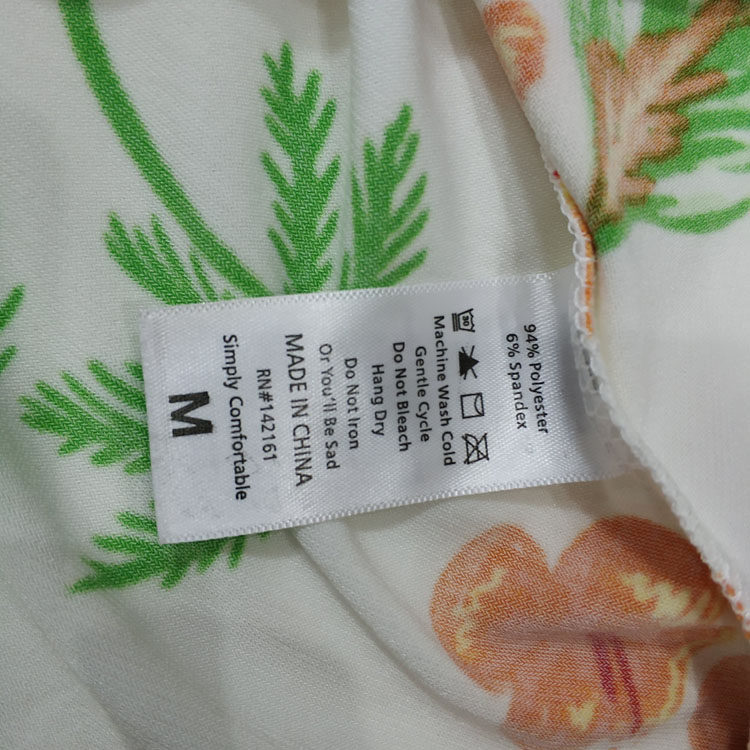 94% Polyester
6% Spandex
30
Machine Wash Cold
Gentle Cycle
Do Not Bleach
Hang Dry
Do Not Iron
Or You'll Be Sad
MADE IN CHINA
RN#142161
Simply Comfortable
M